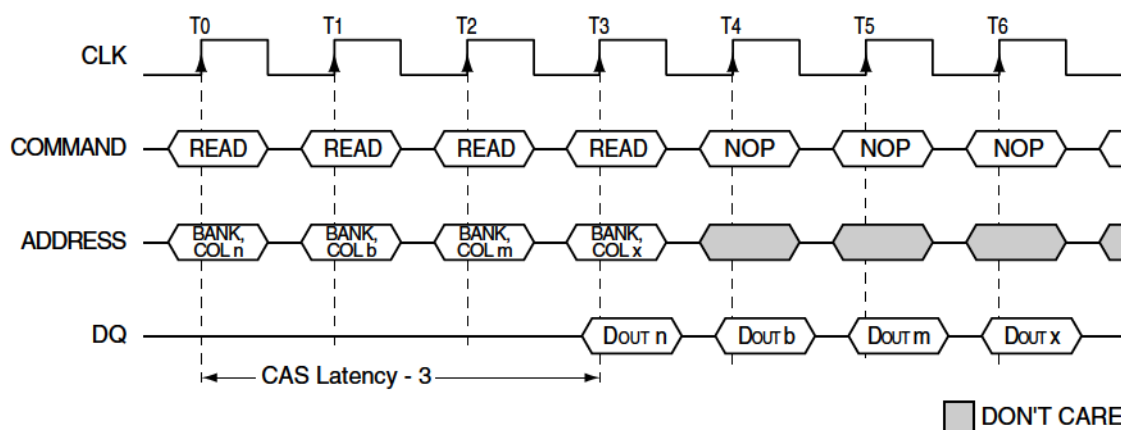 T0 T1 T2 T3 T4 T5 T6
CLK
COMMAND READ READ READ READ NOP NOP NOP
ADDRESS BANK, COL n BANK, COL b BANK, COL m BANK, COL x
DQ DOUT n DOUT b DOUT m DOUT x
CAS Latency - 3
DON'T CARE